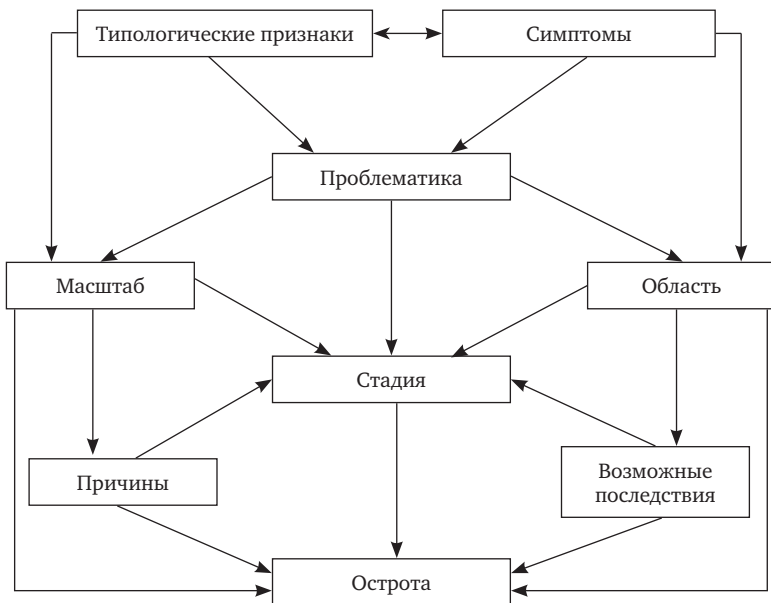 Типологические признаки
Симптомы
Проблематика
Масштаб
Область
Стадия
Причины
Возможные
последствия
Острота